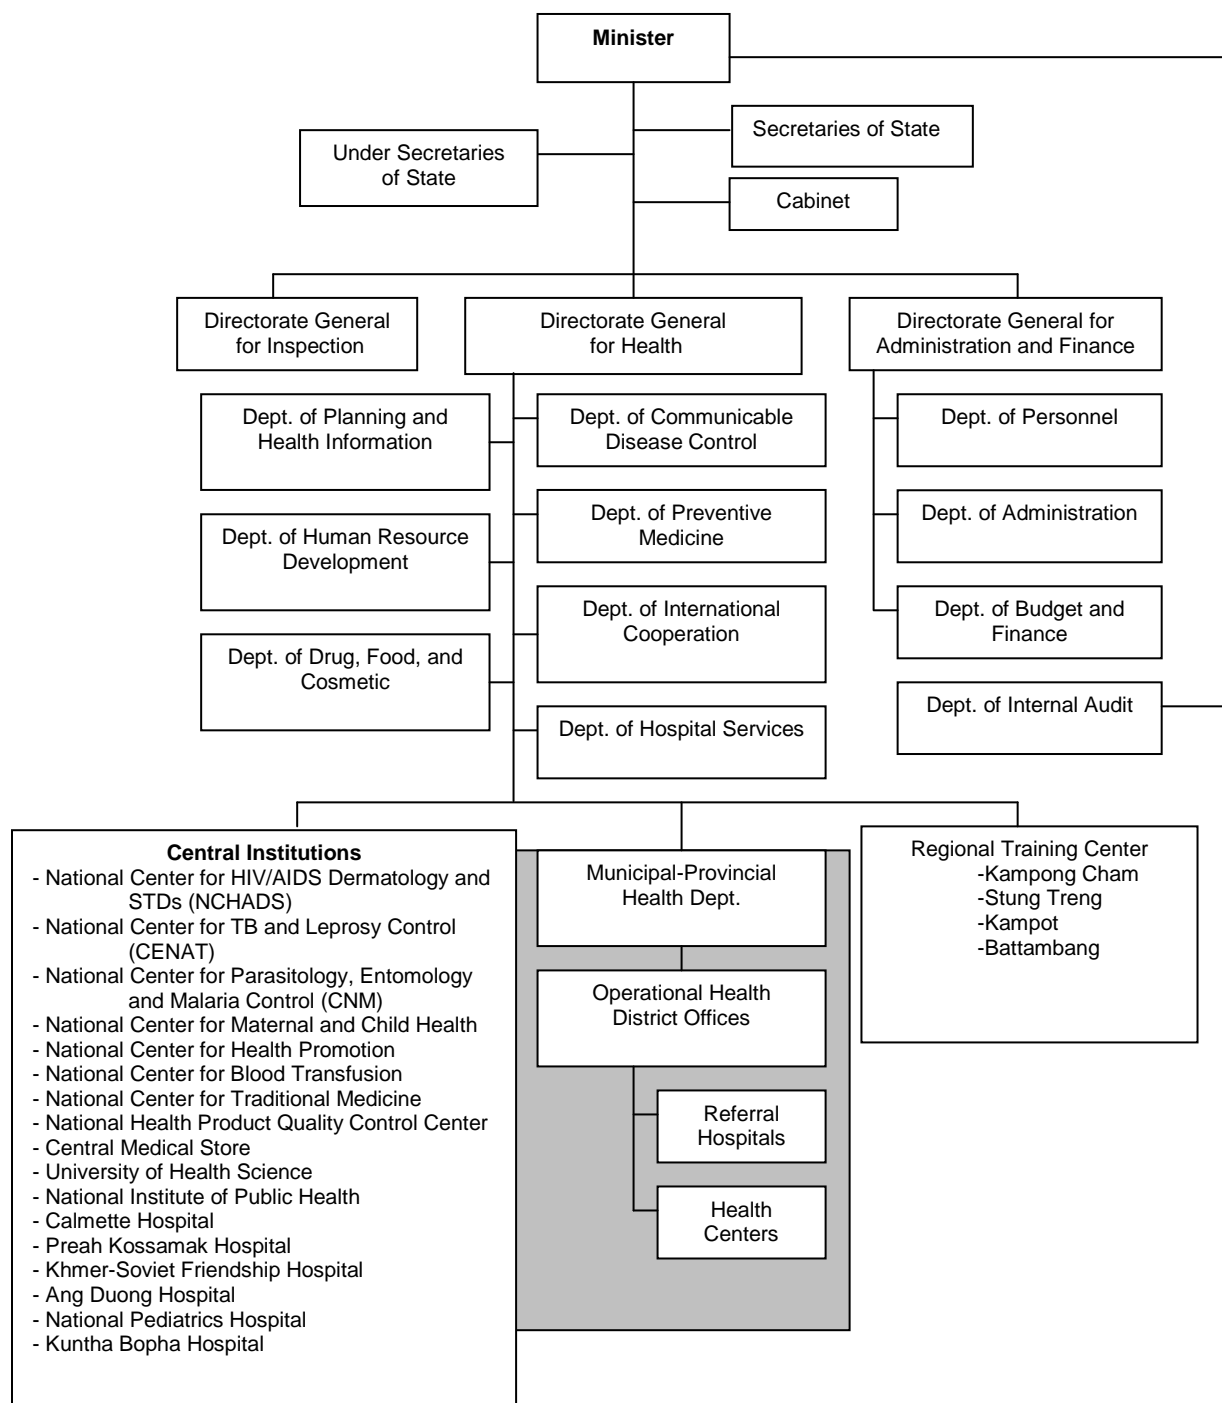 Minister
Secretaries of State
Under Secretaries
of State
Cabinet
Directorate General
for Inspection
Directorate General
for Health
Directorate General for
Administration and Finance
Dept. of Planning and
Health Information
Dept. of Human Resource
Development
Dept. of Drug, Food, and
Cosmetic
Dept. of Communicable
Disease Control
Dept. of Preventive
Medicine
Dept. of International
Cooperation
Dept. of Hospital Services
Dept. of Personnel
Dept. of Administration
Dept. of Budget and
Finance
Dept. of Internal Audit
Central Institutions
- National Center for HIV/AIDS Dermatology and
STDs (NCHADS)
- National Center for TB and Leprosy Control
(CENAT)
- National Center for Parasitology, Entomology
and Malaria Control (CNM)
- National Center for Maternal and Child Health
- National Center for Health Promotion
- National Center for Blood Transfusion
- National Center for Traditional Medicine
- National Health Product Quality Control Center
- Central Medical Store
- University of Health Science
- National Institute of Public Health
- Calmette Hospital
- Preah Kossamak Hospital
- Khmer-Soviet Friendship Hospital
- Ang Duong Hospital
- National Pediatrics Hospital
- Kuntha Bopha Hospital
Municipal-Provincial
Health Dept.
Operational Health
District Offices
Referral
Hospitals
Health
Centers
Regional Training Center
-Kampong Cham
-Stung Treng
-Kampot
-Battambang